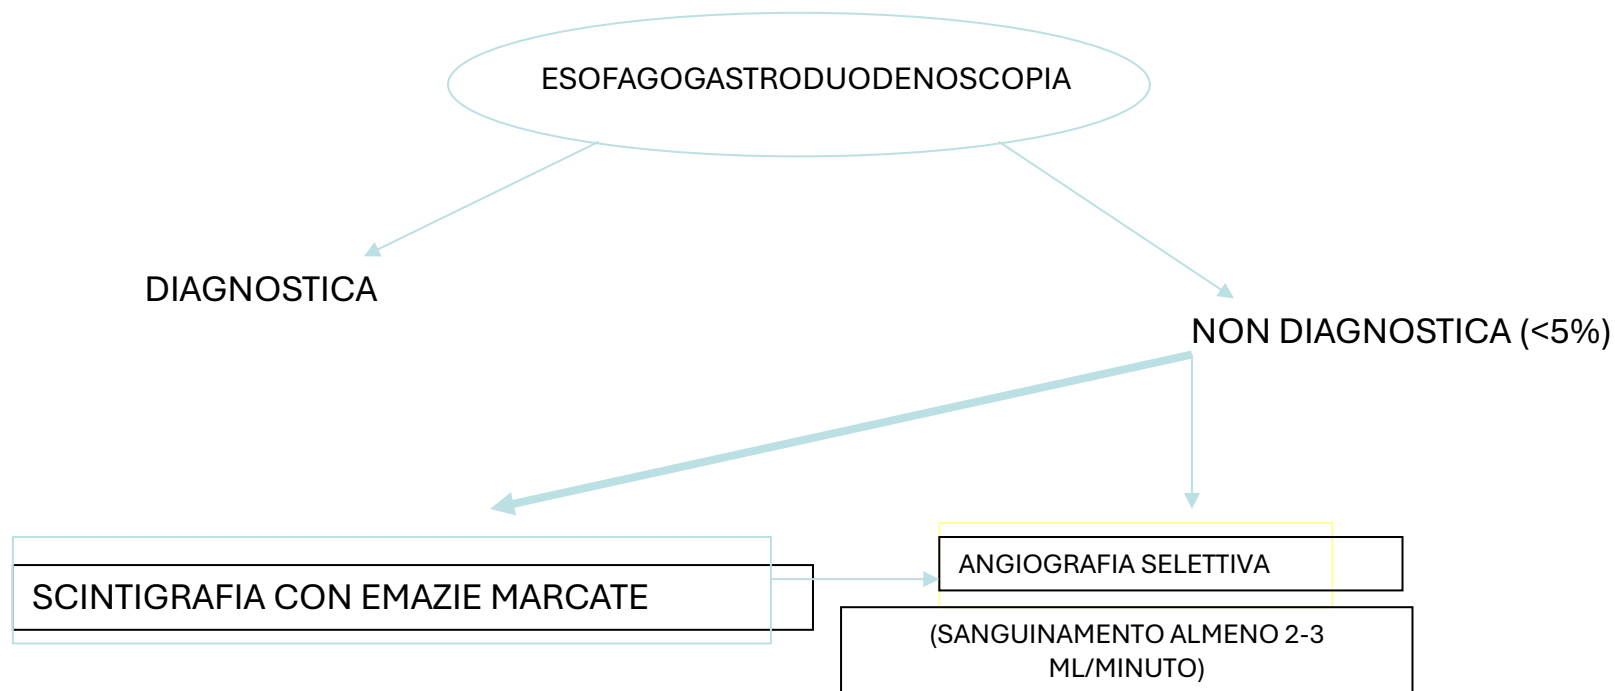 ESOFAGOGASTRODUODENOSCOPIA
DIAGNOSTICA
NON DIAGNOSTICA (<5%)
SCINTIGRAFIA CON EMAZIE MARCATE
ANGIOGRAFIA SELETTIVA
(SANGUINAMENTO ALMENO 2-3
ML/MINUTO)